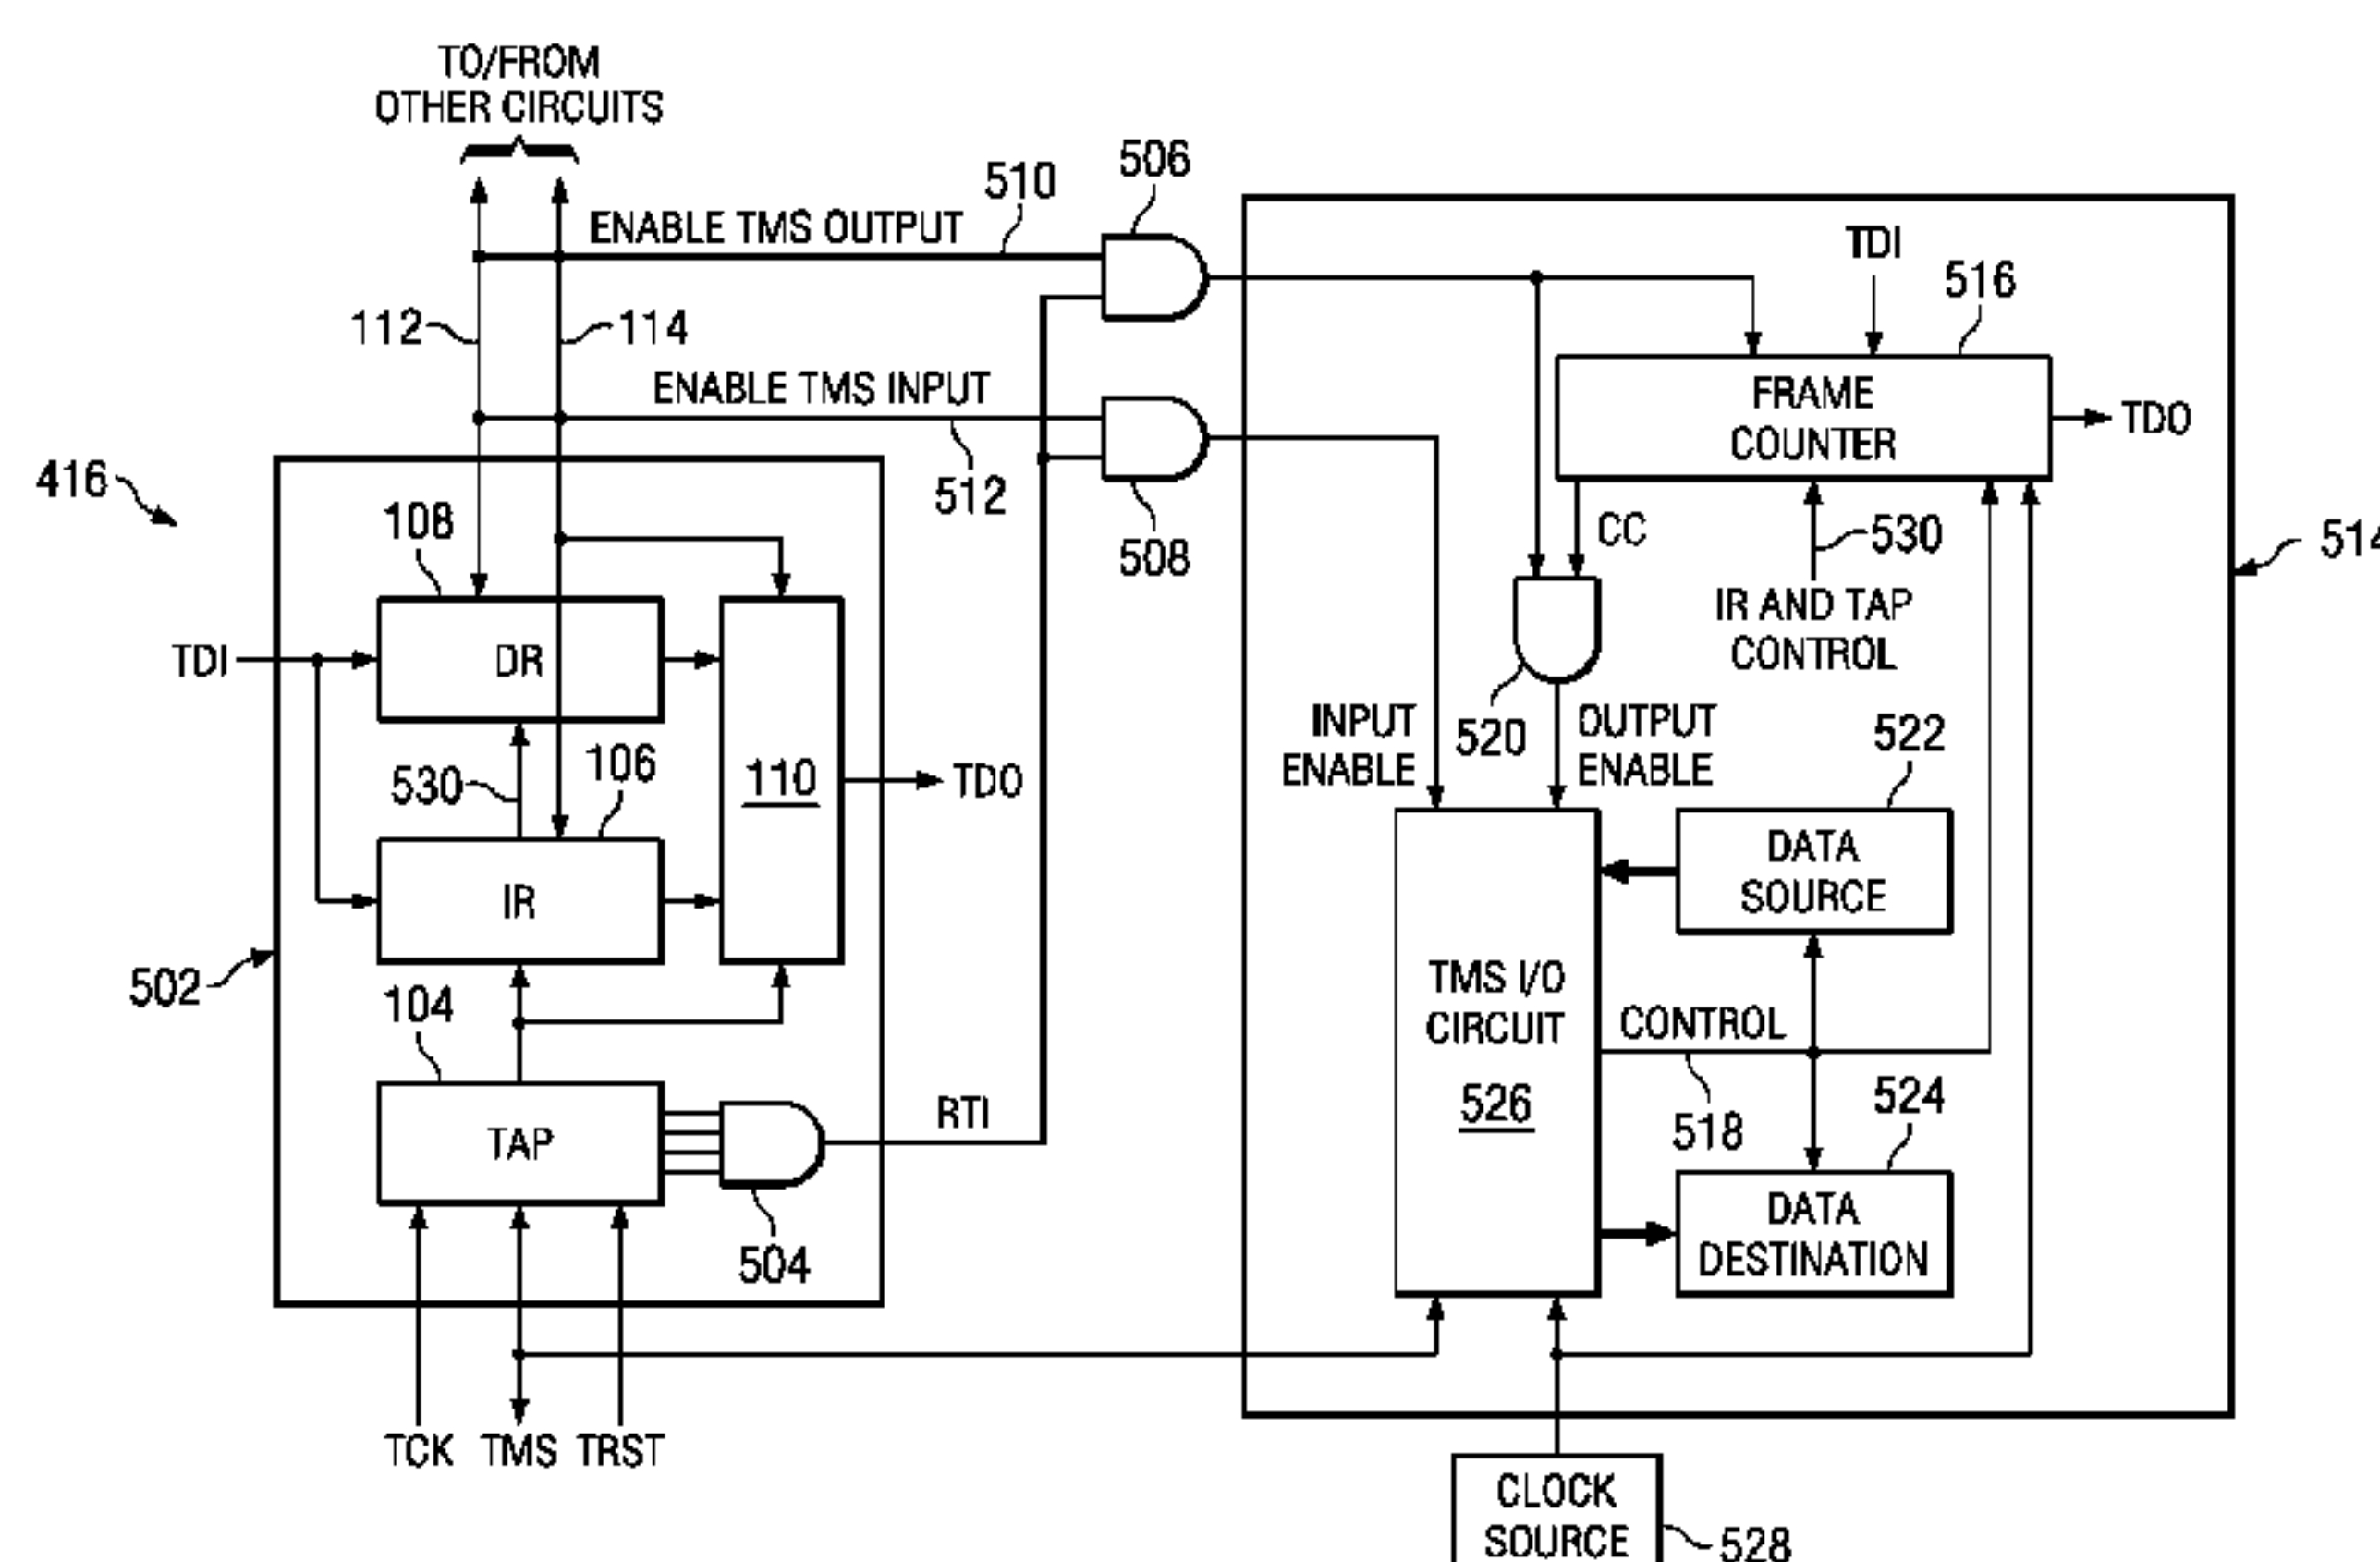 TO/FROM
OTHER CIRCUITS
506
510
ENABLE TMS OUTPUT
TDI
516
112
114
ENABLE TMS INPUT
FRAME
COUNTER
TDO
416
512
108
CC
530
514
508
IR AND TAP
CONTROL
TDI
DR
INPUT
ENABLE
520
OUTPUT
ENABLE
522
530
106
110
TDO
DATA
SOURCE
IR
502
104
TMS I/O
CIRCUIT
526
CONTROL
518
524
TAP
RTI
504
DATA
DESTINATION
TCK TMS TRST
CLOCK
SOURCE
528